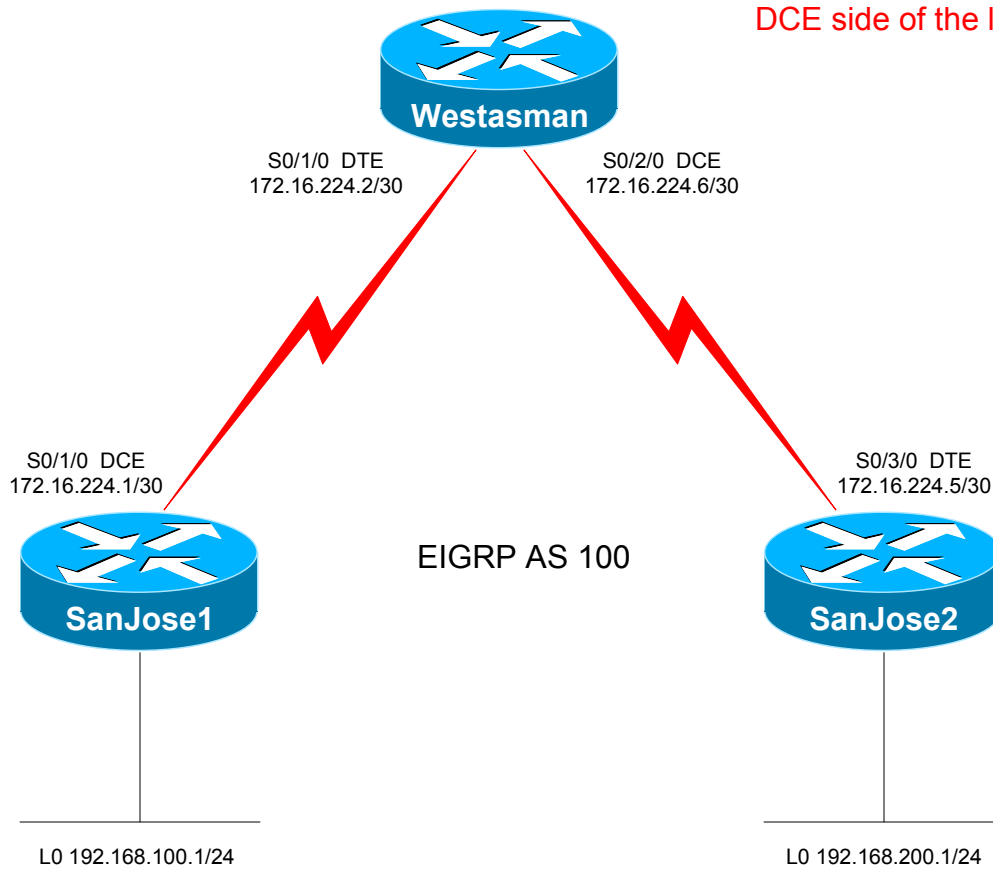 DCE side of the
Westasman
S0/1/0 DTE
172.16.224.2/30
S0/2/0 DCE
172.16.224.6/30
S0/1/0 DCE
172.16.224.1/30
S0/3/0 DTE
172.16.224.5/30
EIGRP AS 100
SanJose1
SanJose2
L0 192.168.100.1/24
L0 192.168.200.1/24